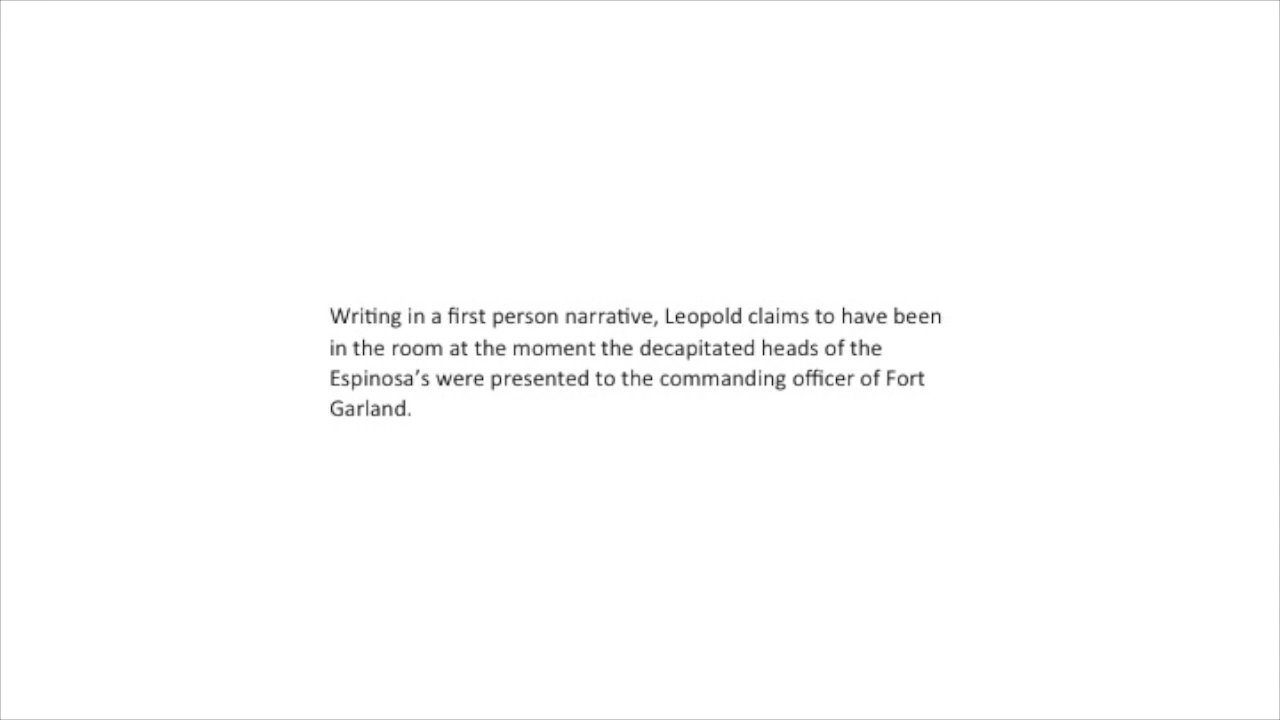 Writing in a first person narrative, Leopold claims to have been
in the room at the moment the decapitated heads of the
Espinosa’s were presented to the commanding officer of Fort
Garland.